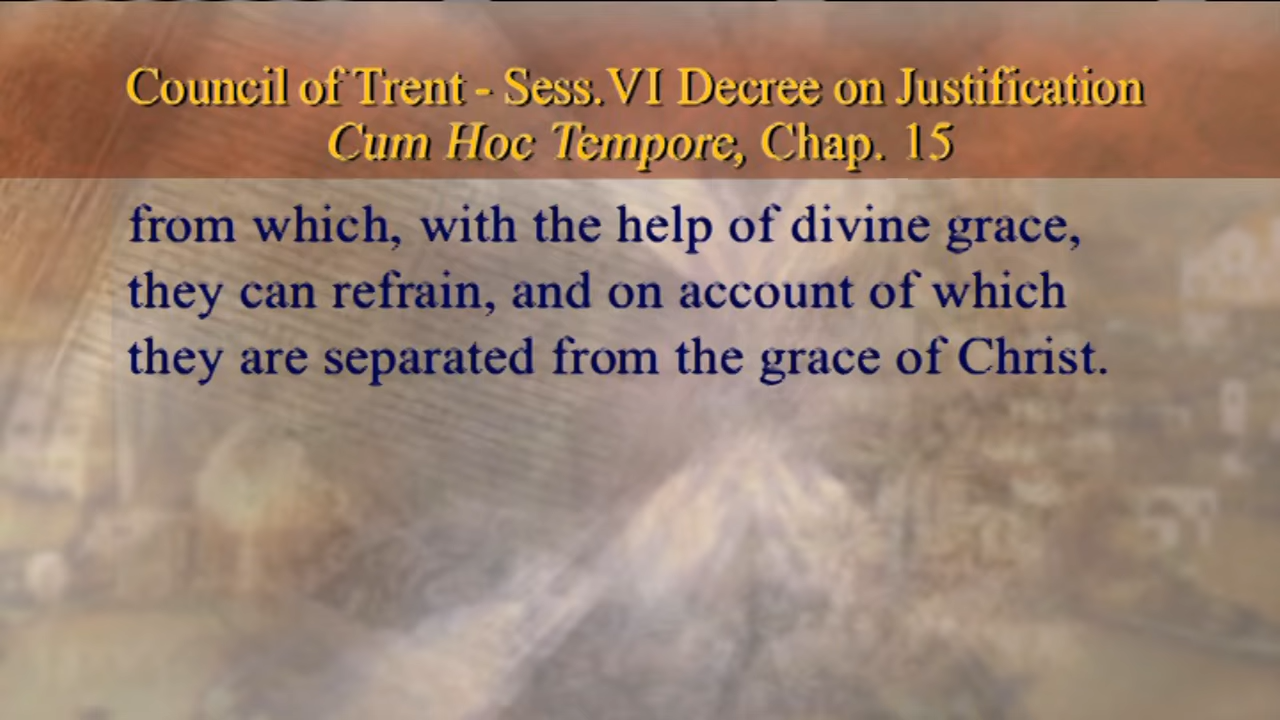 Council of Trent - Sess.VI Decree on Justification
Cum Hoc Tempore, Chap. 15
from which, with the help of divine grace,
they can refrain, and on account of which
they are separated from the grace of Christ.